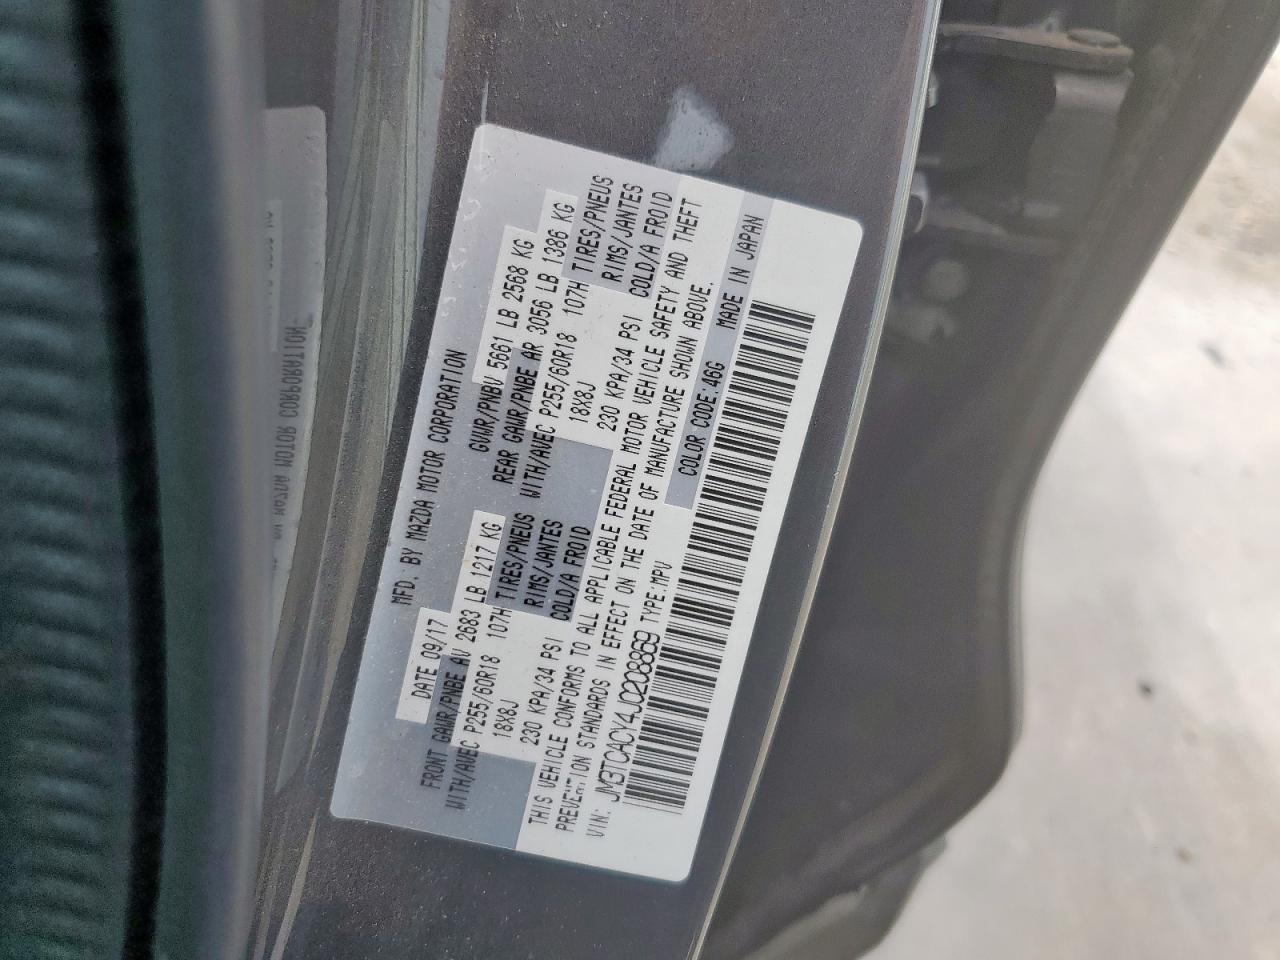 MFD. BY MAZDA MOTOR CORPORATION
DATE 09/17 GVWR/PNBV 5661 LB 2568 KG
FRONT GAWR/PNBE AV 2683 LB 1217 KG REAR GAWR/PNBE AR 3056 LB 1386 KG
WITH/AVEC P255/60R18 107H TIRES/PNEUS WITH/AVEC P255/60R18 107H TIRES/PNEUS
18X8J RIMS/JANTES 18X8J RIMS/JANTES
230 KPA/34 PSI COLD/A FROID 230 KPA/34 PSI COLD/A FROID
THIS VEHICLE CONFORMS TO ALL APPLICABLE FEDERAL MOTOR VEHICLE SAFETY AND THEFT
PREVENTION STANDARDS IN EFFECT ON THE DATE OF MANUFACTURE SHOWN ABOVE.
VIN: JM3TCACY4J0208869 TYPE:MPV COLOR CODE:46G MADE IN JAPAN
MAZDA MOTOR CORPORATION